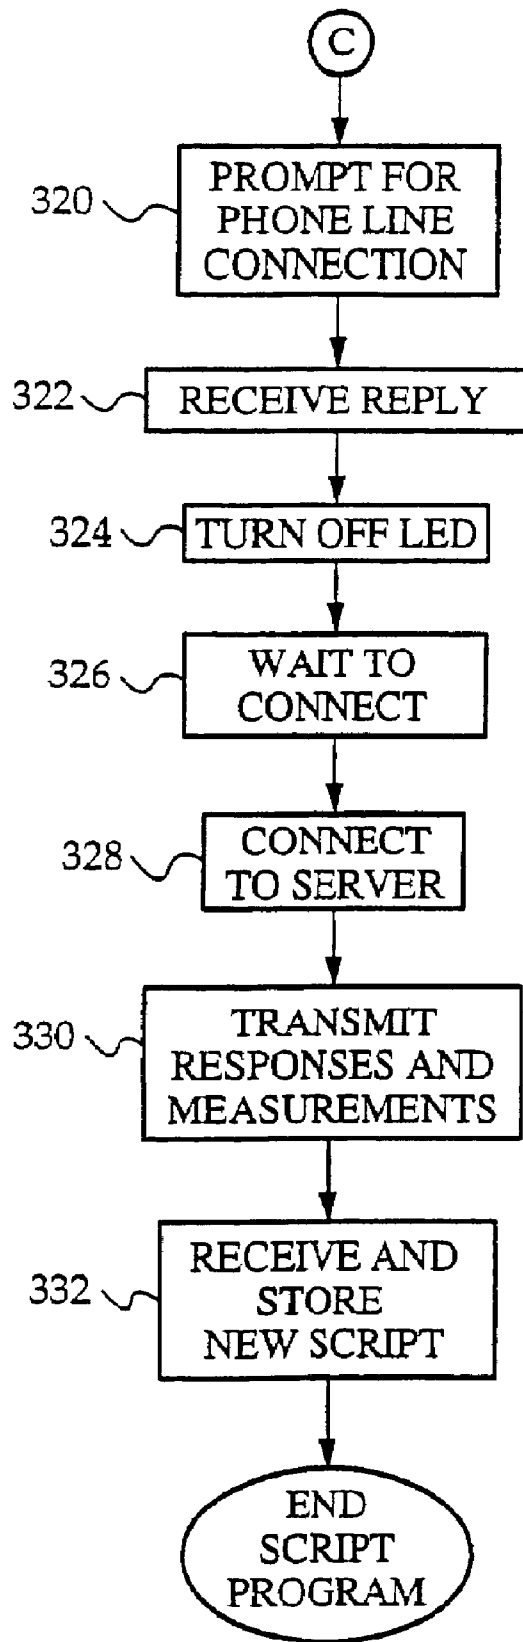 C
320
PROMPT FOR
PHONE LINE
CONNECTION
322
RECEIVE REPLY
324
TURN OFF LED
326
WAIT TO
CONNECT
328
CONNECT
TO SERVER
330
TRANSMIT
RESPONSES AND
MEASUREMENTS
332
RECEIVE AND
STORE
NEW SCRIPT
END
SCRIPT
PROGRAM